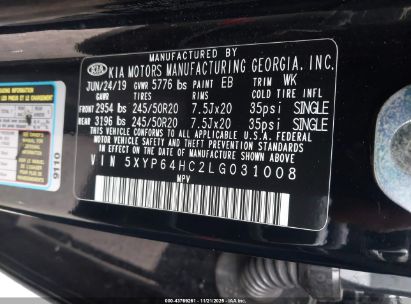 MANUFACTURED BY
KIA KIA MOTORS MANUFACTURING GEORGIA, INC.
JUN/24/19 GVWR 5776 lbs PAINT EB TRIM WK
GAWR TIRES RIMS COLD TIRE INFL
FRONT 2954 lbs 245/50R20 7.5Jx20 35psi SINGLE
REAR 3196 lbs 245/50R20 7.5Jx20 35psi SINGLE
THIS VEHICLE CONFORMS TO ALL APPLICABLE U.S.A. FEDERAL
MOTOR VEHICLE SAFETY AND THEFT PREVENTION
STANDARDS IN EFFECT ON THE DATE OF
MANUFACTURE SHOWN ABOVE.
VIN 5XYP64HC2LG031008
MPV
9110